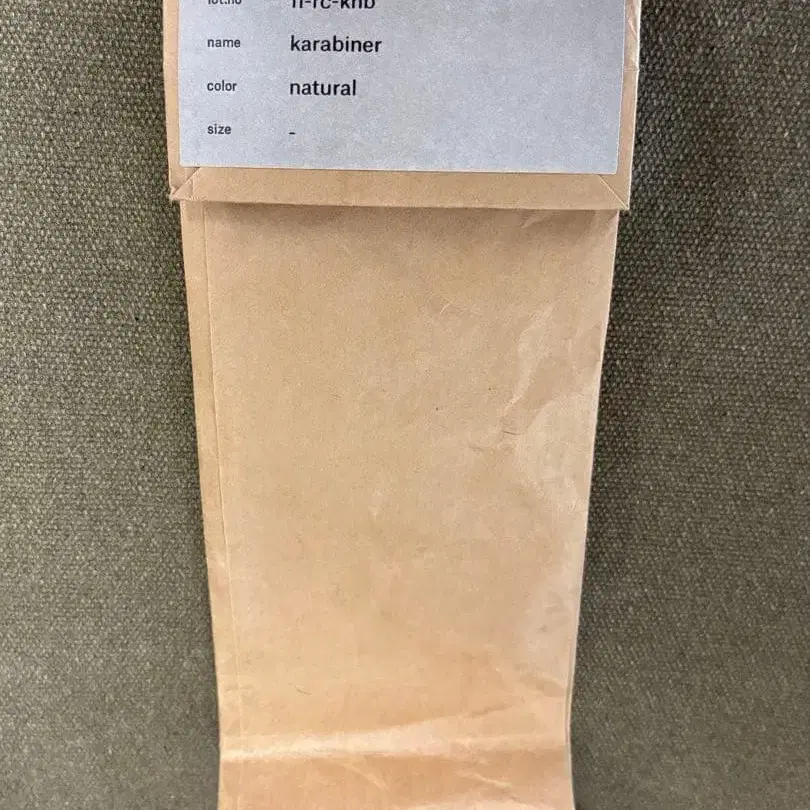 name karabiner
color natural
size -